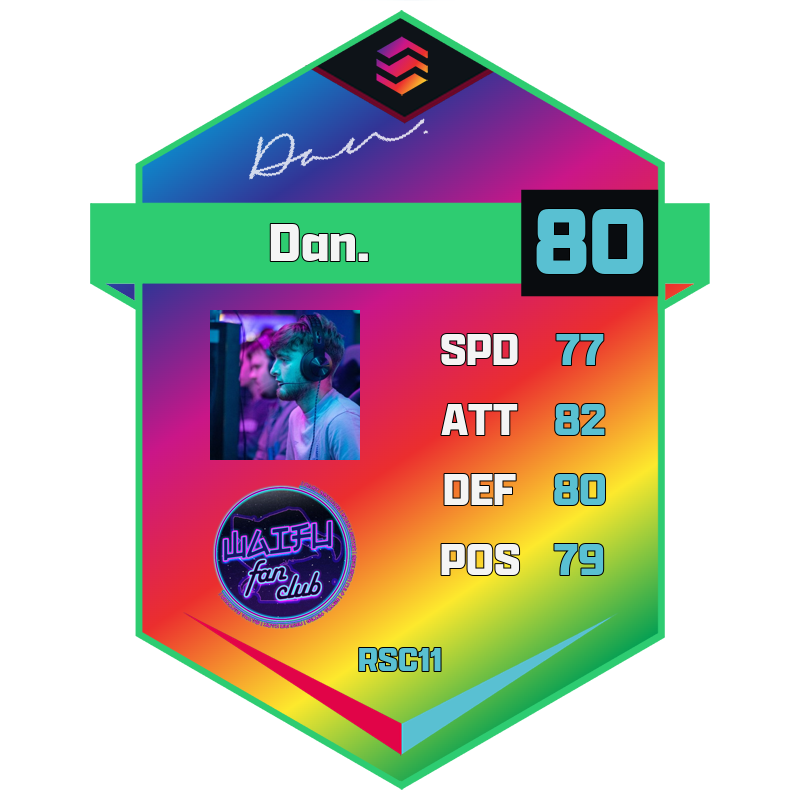 Dan.
Dan. 80
SPD 77
ATT 82
DEF 80
POS 79
WAIFU
fan
club
RSC11